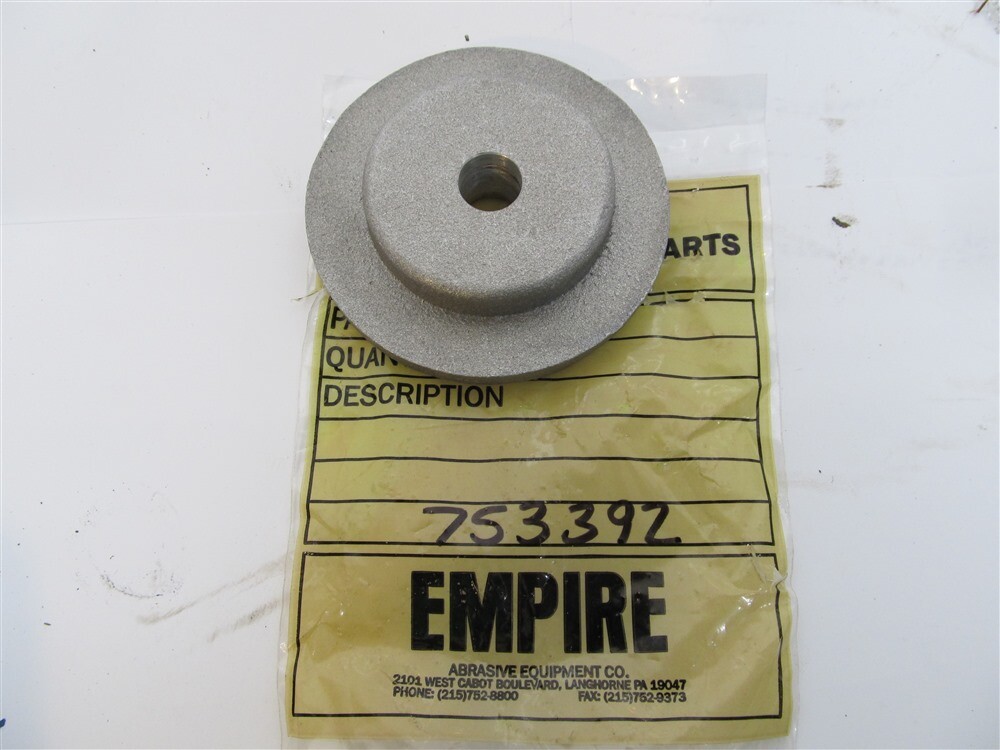 ARTS
PA
QUAN
DESCRIPTION
753392
EMPIRE
ABRASIVE EQUIPMENT CO.
2101 WEST CABOT BOULEVARD, LANGHORNE PA 19047
PHONE: (215)752-8800 FAX: (215)752-9373